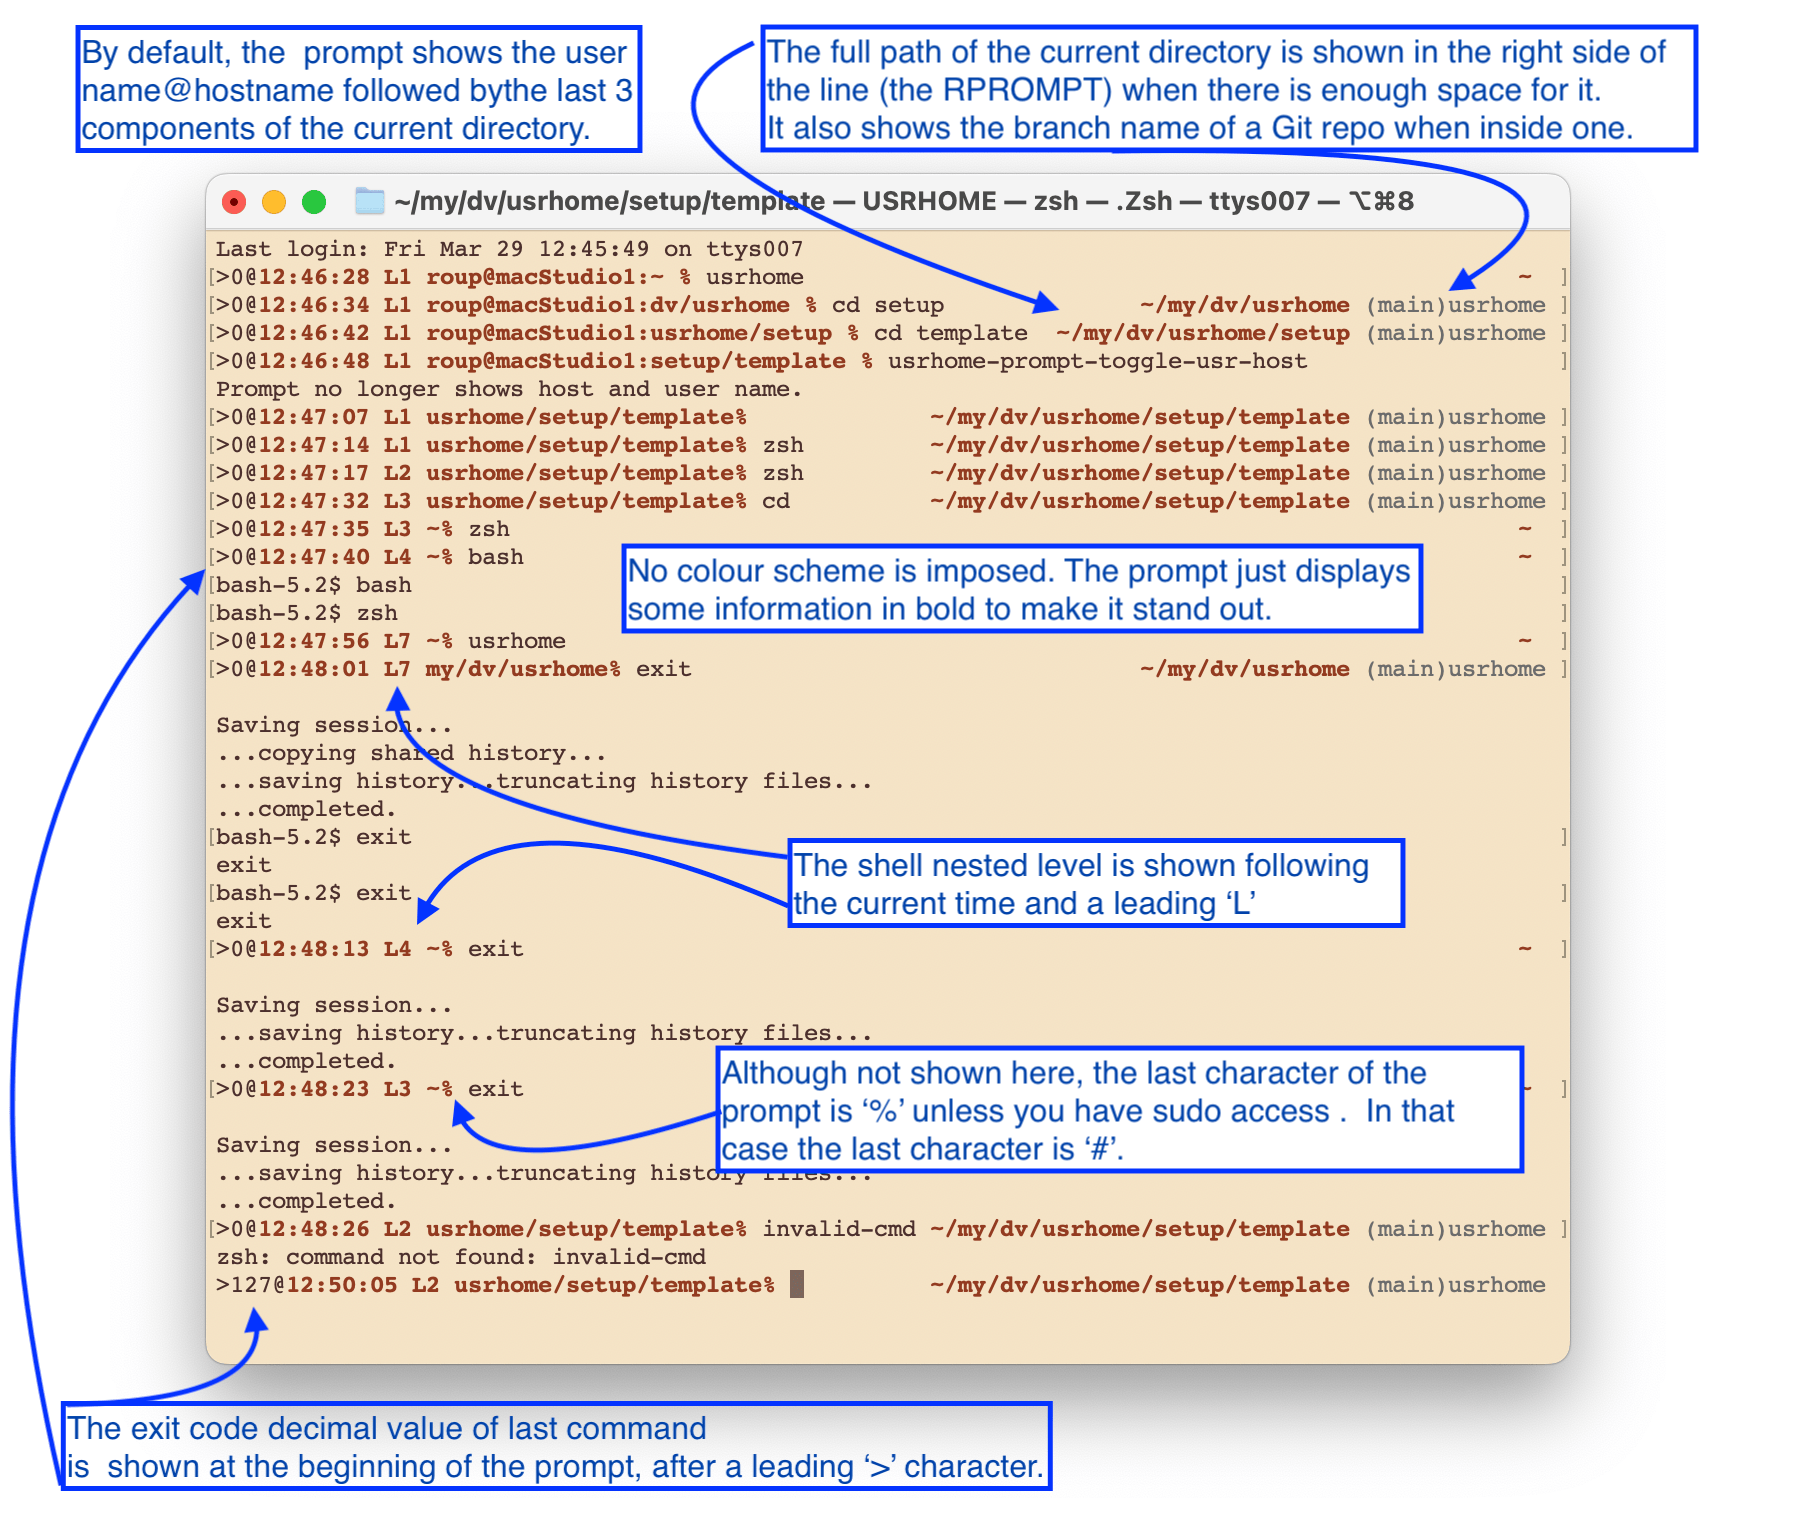 By default, the  prompt shows the user
name@hostname followed bythe last 3
components of the current directory.
The full path of the current directory is shown in the right side of
the line (the RPROMPT) when there is enough space for it.
It also shows the branch name of a Git repo when inside one.
~/my/dv/usrhome/setup/template — USRHOME — zsh — .Zsh — ttys007 — ⌥⌘8
Last login: Fri Mar 29 12:45:49 on ttys007
[>0@12:46:28 L1 roup@macStudio1:~ % usrhome ~ ]
[>0@12:46:34 L1 roup@macStudio1:dv/usrhome % cd setup ~/my/dv/usrhome (main)usrhome ]
[>0@12:46:42 L1 roup@macStudio1:usrhome/setup % cd template ~/my/dv/usrhome/setup (main)usrhome ]
[>0@12:46:48 L1 roup@macStudio1:setup/template % usrhome-prompt-toggle-usr-host ]
Prompt no longer shows host and user name.
[>0@12:47:07 L1 usrhome/setup/template% ~/my/dv/usrhome/setup/template (main)usrhome ]
[>0@12:47:14 L1 usrhome/setup/template% zsh ~/my/dv/usrhome/setup/template (main)usrhome ]
[>0@12:47:17 L2 usrhome/setup/template% zsh ~/my/dv/usrhome/setup/template (main)usrhome ]
[>0@12:47:32 L3 usrhome/setup/template% cd ~/my/dv/usrhome/setup/template (main)usrhome ]
[>0@12:47:35 L3 ~% zsh ~ ]
[>0@12:47:40 L4 ~% bash ~ ]
[bash-5.2$ bash ]
[bash-5.2$ zsh ]
No colour scheme is imposed. The prompt just displays
some information in bold to make it stand out.
[>0@12:47:56 L7 ~% usrhome ~ ]
[>0@12:48:01 L7 my/dv/usrhome% exit ~/my/dv/usrhome (main)usrhome ]
Saving session...
...copying shared history...
...saving history...truncating history files...
...completed.
[bash-5.2$ exit ]
exit
[bash-5.2$ exit ]
exit
The shell nested level is shown following
the current time and a leading ‘L’
[>0@12:48:13 L4 ~% exit ~ ]
Saving session...
...saving history...truncating history files...
...completed.
[>0@12:48:23 L3 ~% exit ~ ]
Although not shown here, the last character of the
prompt is ‘%’ unless you have sudo access .  In that
case the last character is ‘#’.
Saving session...
...saving history...truncating history files...
...completed.
[>0@12:48:26 L2 usrhome/setup/template% invalid-cmd ~/my/dv/usrhome/setup/template (main)usrhome ]
zsh: command not found: invalid-cmd
>127@12:50:05 L2 usrhome/setup/template% ~/my/dv/usrhome/setup/template (main)usrhome
The exit code decimal value of last command
is  shown at the beginning of the prompt, after a leading ‘>’ character.